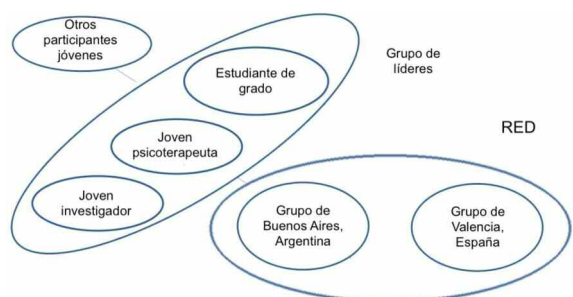 Otros
participantes
jóvenes
Estudiante de
grado
Grupo de
líderes
Joven
psicoterapeuta
RED
Joven
investigador
Grupo de
Buenos Aires,
Argentina
Grupo de
Valencia,
España